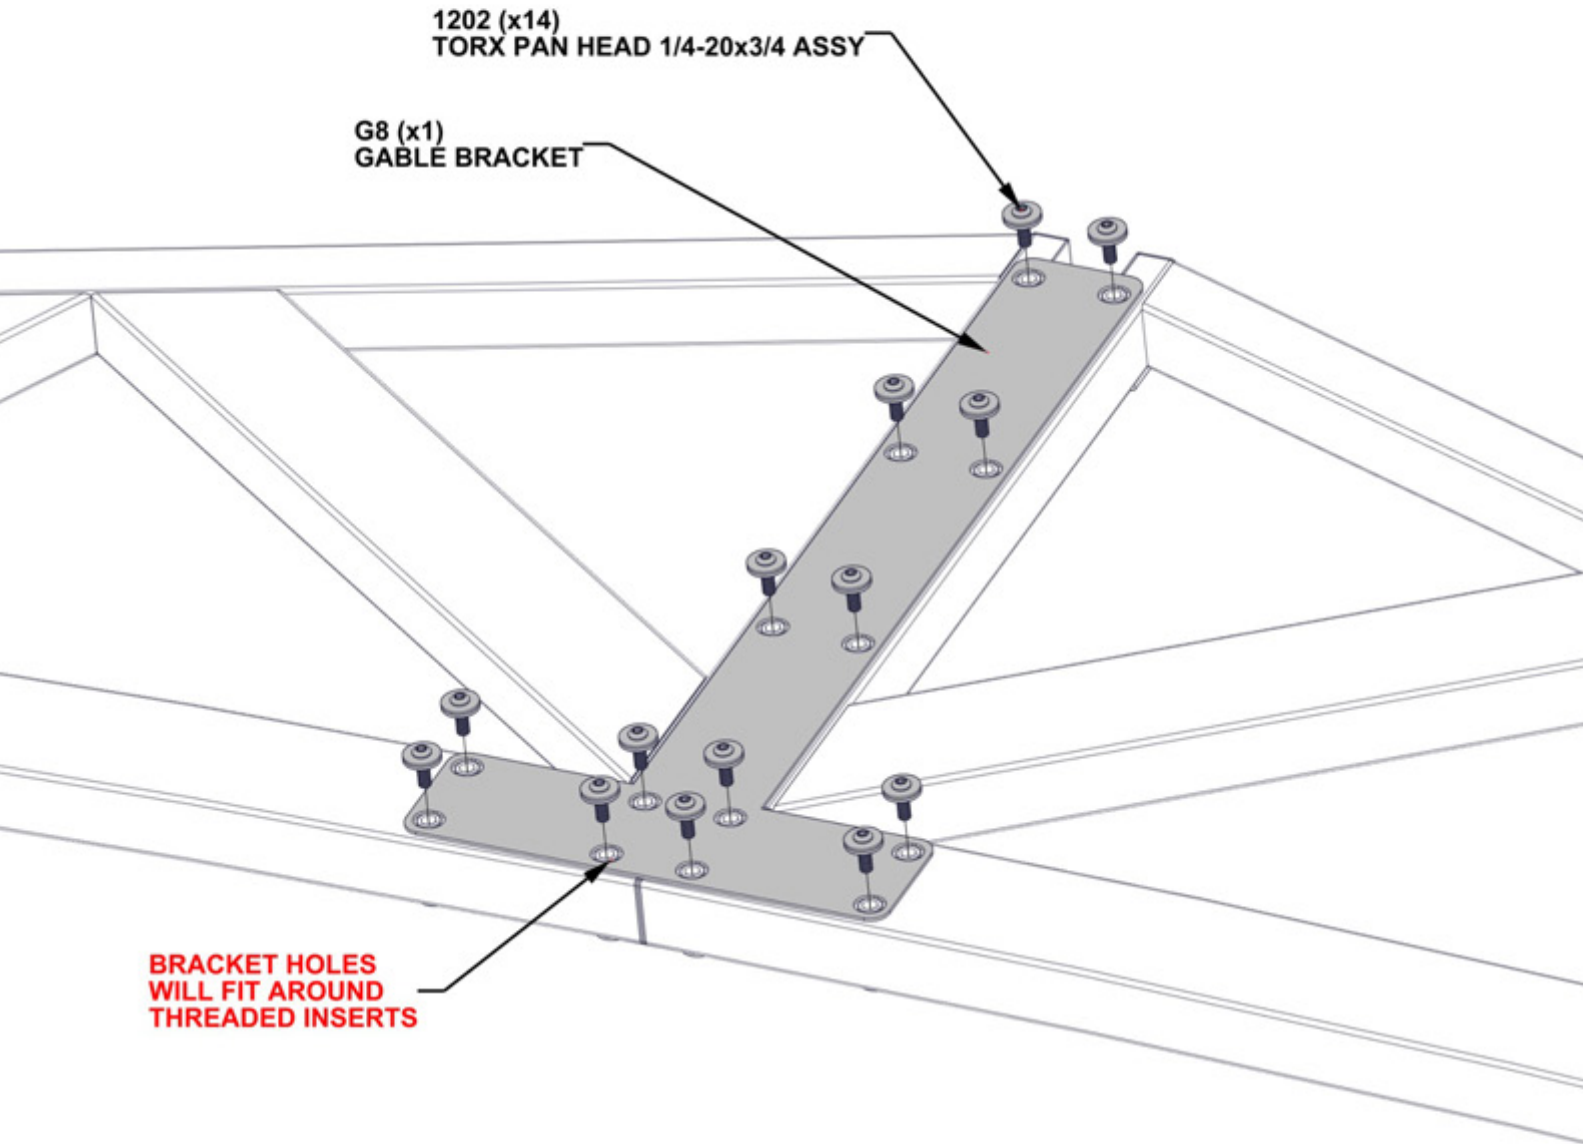 1202 (x14)
TORX PAN HEAD 1/4-20x3/4 ASSY
G8 (x1)
GABLE BRACKET
BRACKET HOLES
WILL FIT AROUND
THREADED INSERTS